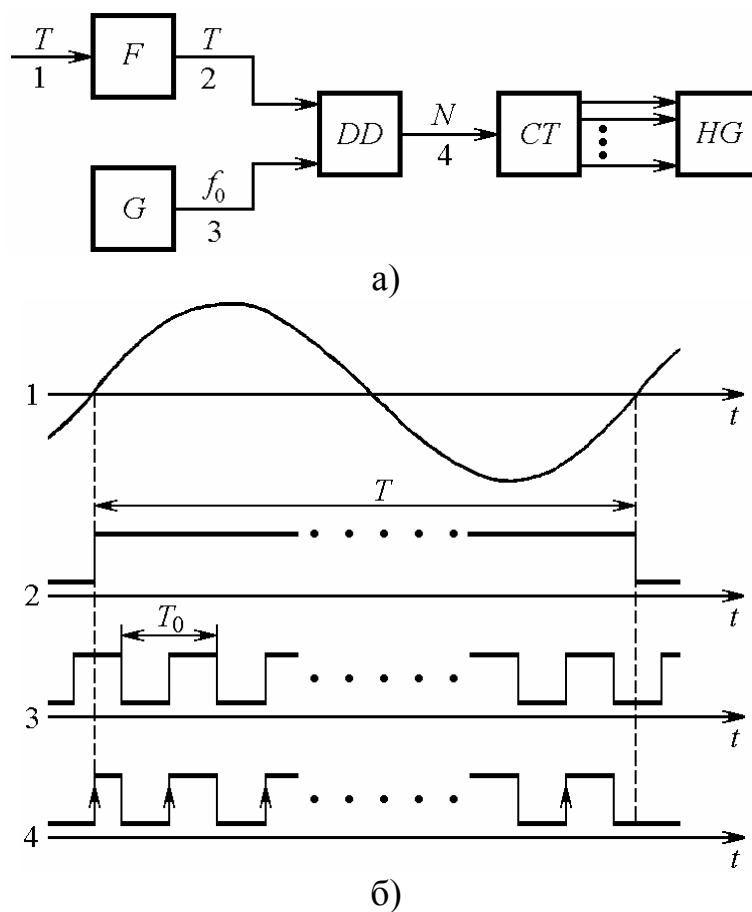 T T
1 F 2
DD N 4 CT HG
G f₀ 3
а)
1 t
T
2 t
T₀
3 t
4 t
б)